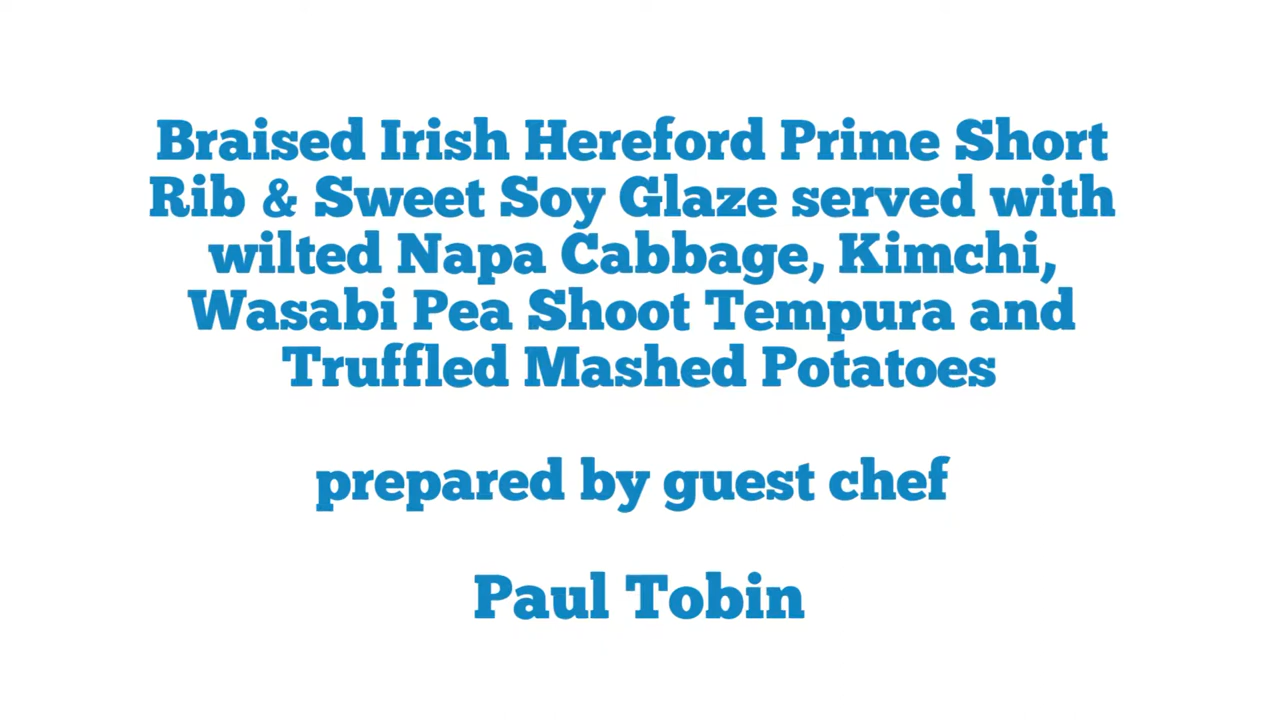 Braised Irish Hereford Prime Short
Rib & Sweet Soy Glaze served with
wilted Napa Cabbage, Kimchi,
Wasabi Pea Shoot Tempura and
Truffled Mashed Potatoes
prepared by guest chef
Paul Tobin